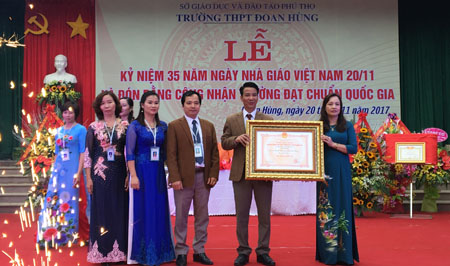 SỞ GIÁO DỤC VÀ ĐÀO TẠO PHÚ THỌ
TRƯỜNG THPT ĐOAN HÙNG
LỄ
KỶ NIỆM 35 NĂM NGÀY NHÀ GIÁO VIỆT NAM 20/11
ĐÓN BẰNG CÔNG NHẬN TRƯỜNG ĐẠT CHUẨN QUỐC GIA
Hùng, ngày 20 tháng 11 năm 2017